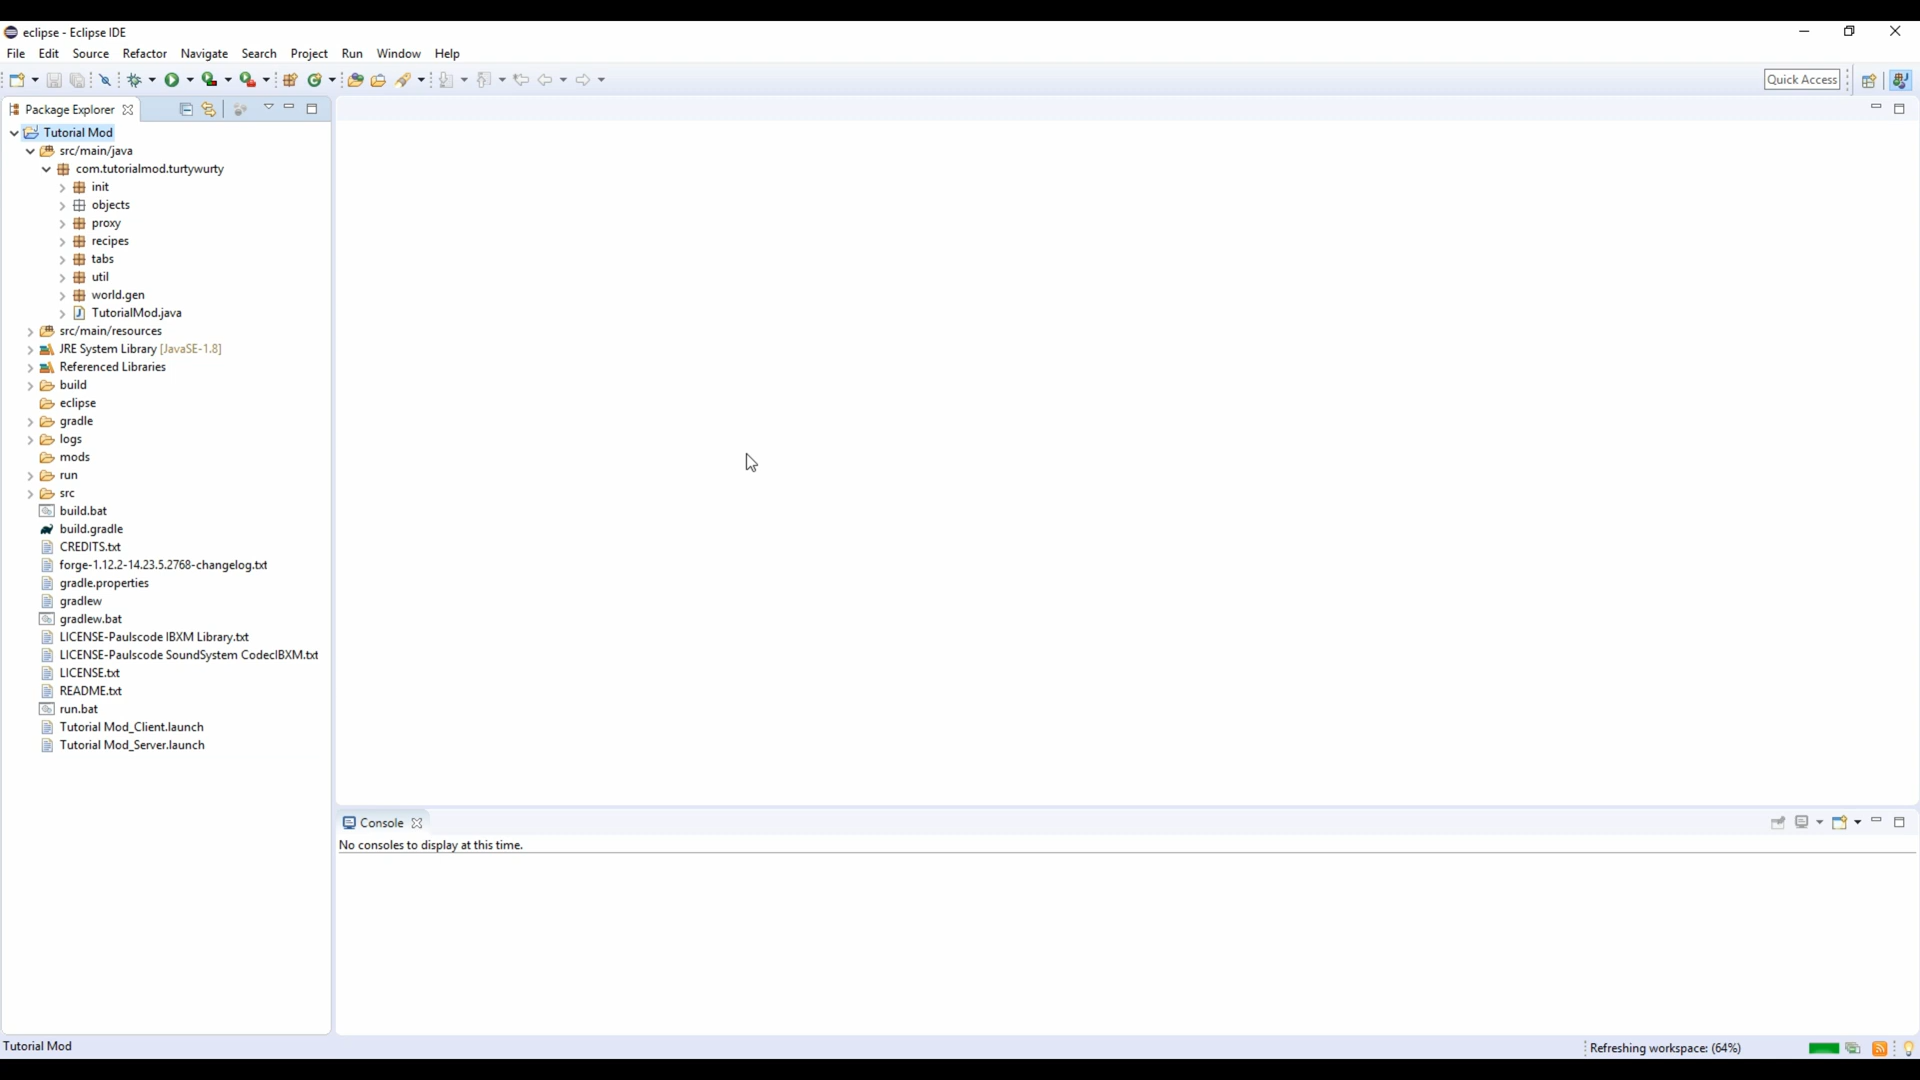 eclipse - Eclipse IDE
File Edit Source Refactor Navigate Search Project Run Window Help
Quick Access
Package Explorer
Tutorial Mod
src/main/java
com.tutorialmod.turtywurty
init
objects
proxy
recipes
tabs
util
world.gen
TutorialMod.java
src/main/resources
JRE System Library [JavaSE-1.8]
Referenced Libraries
build
eclipse
gradle
logs
mods
run
src
build.bat
build.gradle
CREDITS.txt
forge-1.12.2-14.23.5.2768-changelog.txt
gradle.properties
gradlew
gradlew.bat
LICENSE-Paulscode IBXM Library.txt
LICENSE-Paulscode SoundSystem CodecIBXM.txt
LICENSE.txt
README.txt
run.bat
Tutorial Mod_Client.launch
Tutorial Mod_Server.launch
Console
No consoles to display at this time.
Tutorial Mod
Refreshing workspace: (64%)